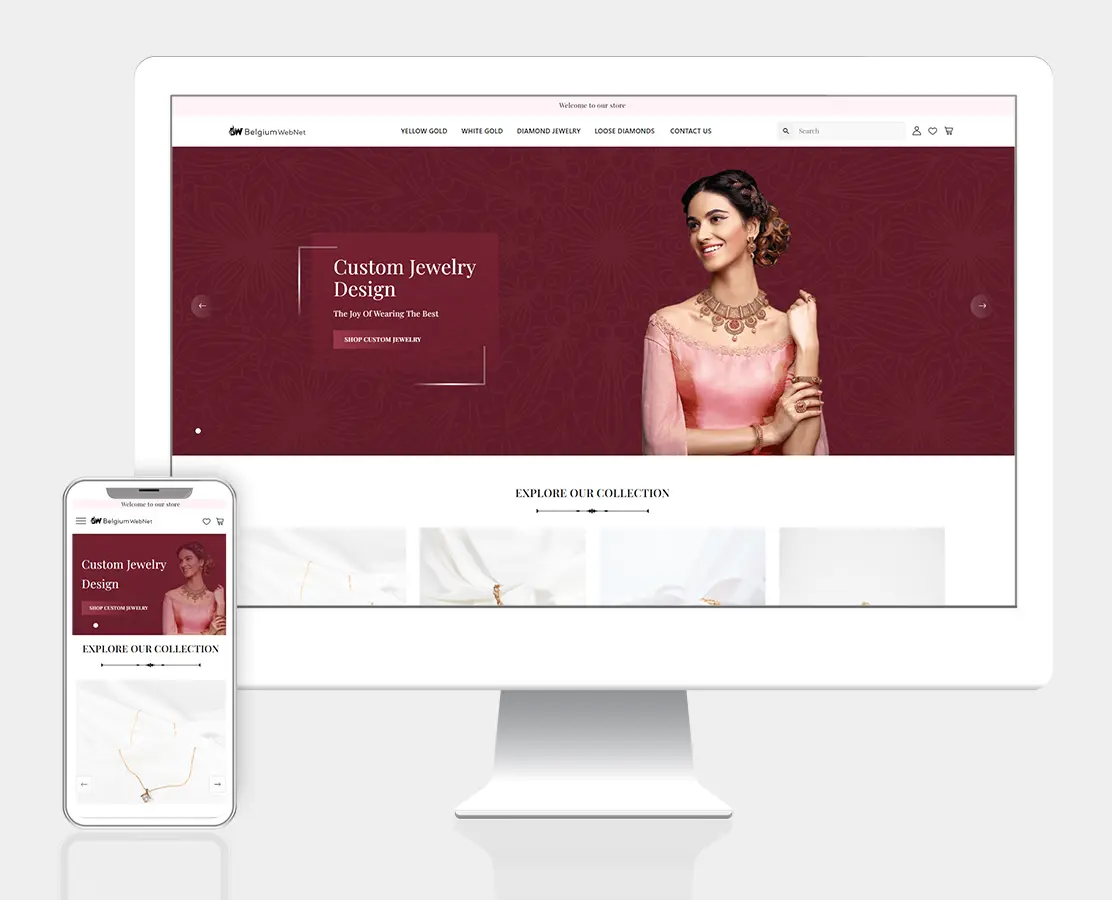 Welcome to our store
BW BelgiumWebNet
YELLOW GOLD WHITE GOLD DIAMOND JEWELRY LOOSE DIAMONDS CONTACT US
Search
Custom Jewelry
Design
The Joy Of Wearing The Best
SHOP CUSTOM JEWELRY
EXPLORE OUR COLLECTION
Welcome to our store
BW BelgiumWebNet
Custom Jewelry
Design
SHOP CUSTOM JEWELRY
EXPLORE OUR COLLECTION